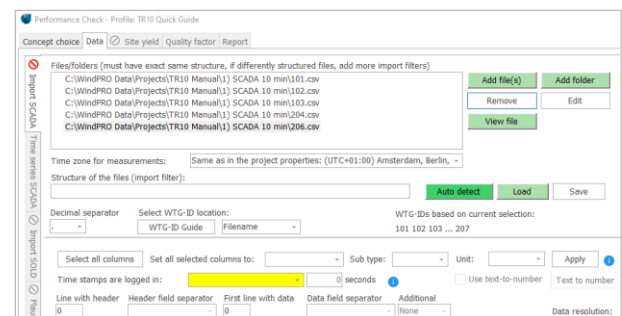 Performance Check - Profile: TR10 Quick Guide
Concept choice Data Site yield Quality factor Report
Import SCADA
Time series SCADA
Import SOLD
Plau
Files/folders (must have exact same structure, if differently structured files, add more import filters)
C:\WindPRO Data\Projects\TR10 Manual\1) SCADA 10 min\101.csv
C:\WindPRO Data\Projects\TR10 Manual\1) SCADA 10 min\102.csv
C:\WindPRO Data\Projects\TR10 Manual\1) SCADA 10 min\103.csv
C:\WindPRO Data\Projects\TR10 Manual\1) SCADA 10 min\204.csv
C:\WindPRO Data\Projects\TR10 Manual\1) SCADA 10 min\206.csv
Add file(s) Add folder
Remove Edit
View file
Time zone for measurements: Same as in the project properties: (UTC+01:00) Amsterdam, Berlin,
Structure of the files (import filter):
Auto detect Load Save
Decimal separator Select WTG-ID location: WTG-IDs based on current selection:
. WTG-ID Guide Filename 101 102 103 ... 207
Select all columns Set all selected columns to: Sub type: Unit: Apply
Time stamps are logged in: 0 seconds Use text-to-number Text to number
Line with header Header field separator First line with data Data field separator Additional
0 0 None Data resolution: